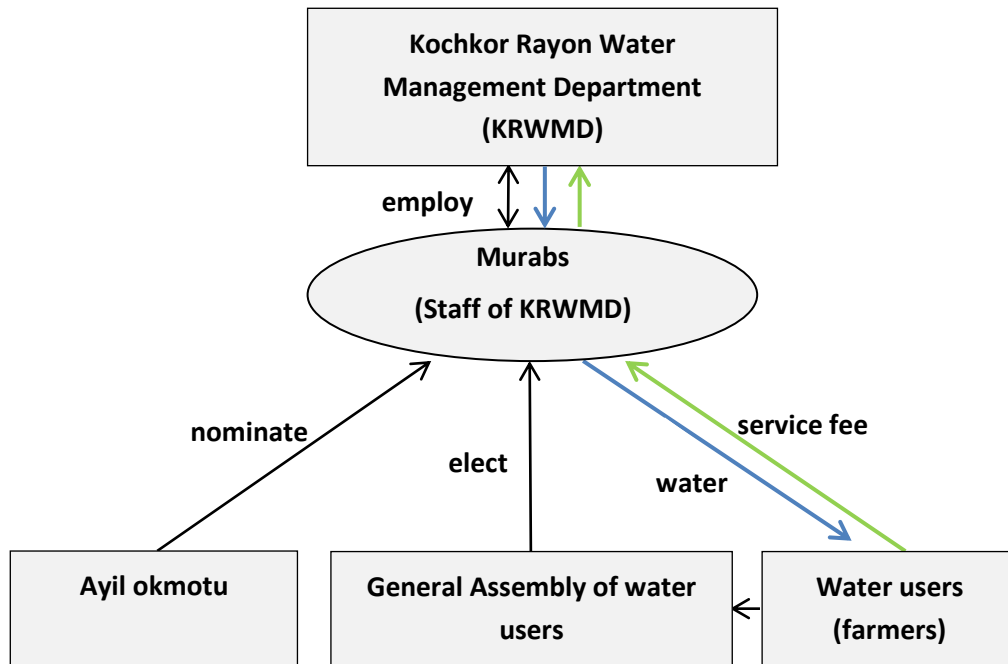 Kochkor Rayon Water
Management Department
(KRWMD)
employ
Murabs
(Staff of KRWMD)
nominate
elect
service fee
water
Ayil okmotu
General Assembly of water
users
Water users
(farmers)